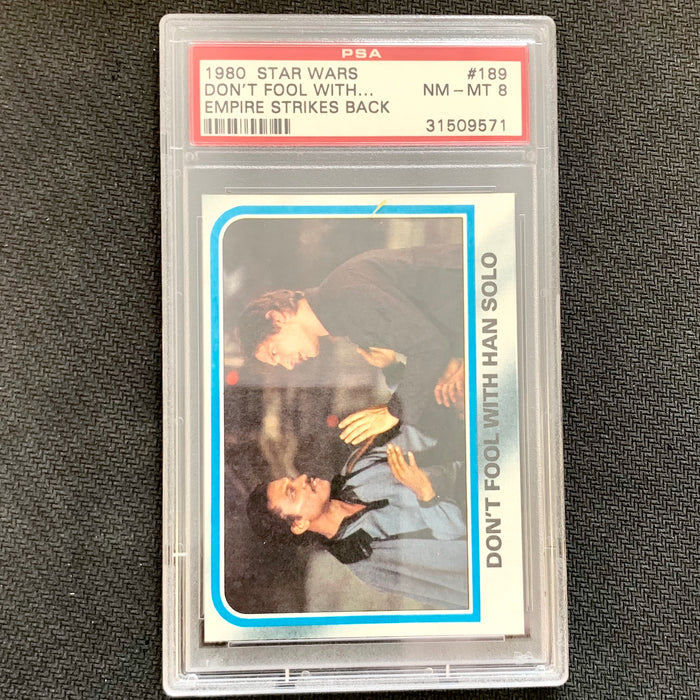 PSA
1980 STAR WARS #189
DON'T FOOL WITH... NM - MT 8
EMPIRE STRIKES BACK
31509571
DON'T FOOL WITH HAN SOLO